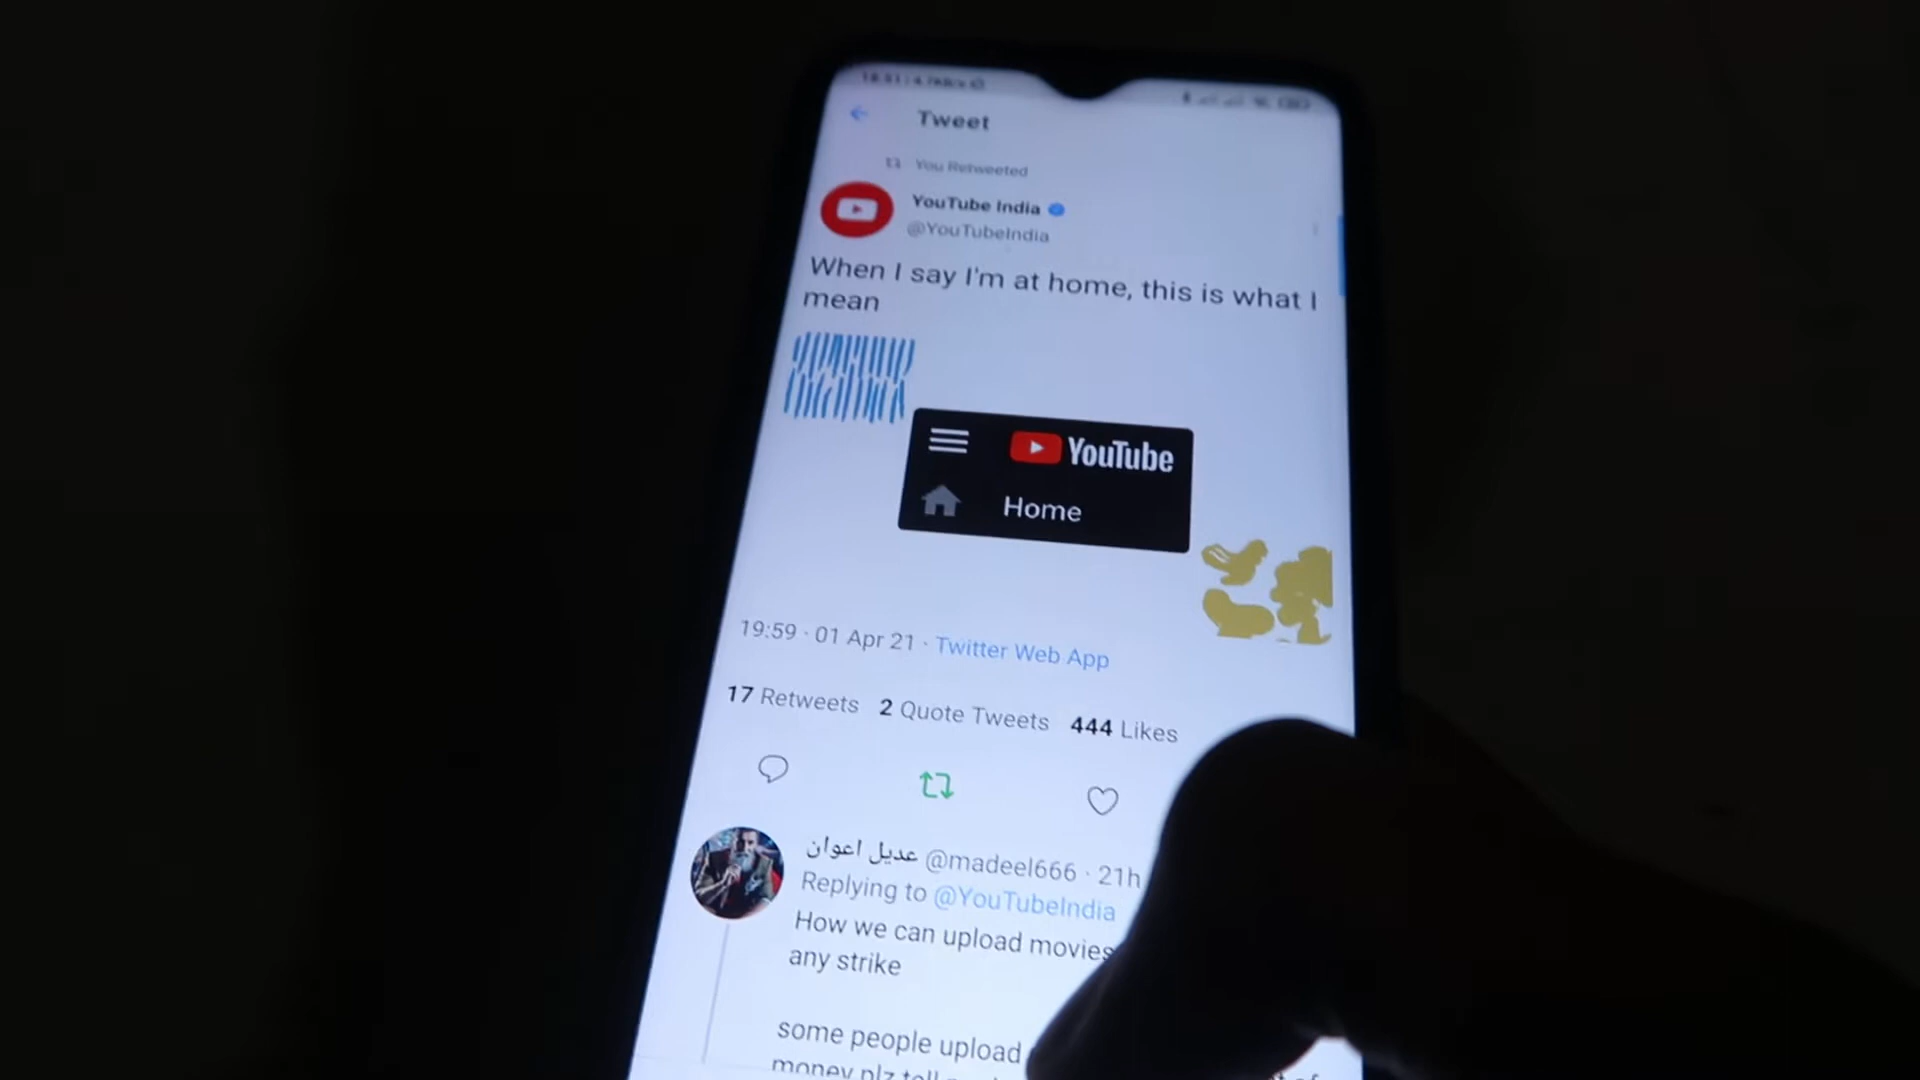 Tweet
You Retweeted
YouTube India
@YouTubeIndia
When I say I'm at home, this is what I
mean
YouTube
Home
19:59 · 01 Apr 21 · Twitter Web App
17 Retweets 2 Quote Tweets 444 Likes
عديل اعوان @madeel666 · 21h
Replying to @YouTubeIndia
How we can upload movies
any strike
some people upload
money plz tell